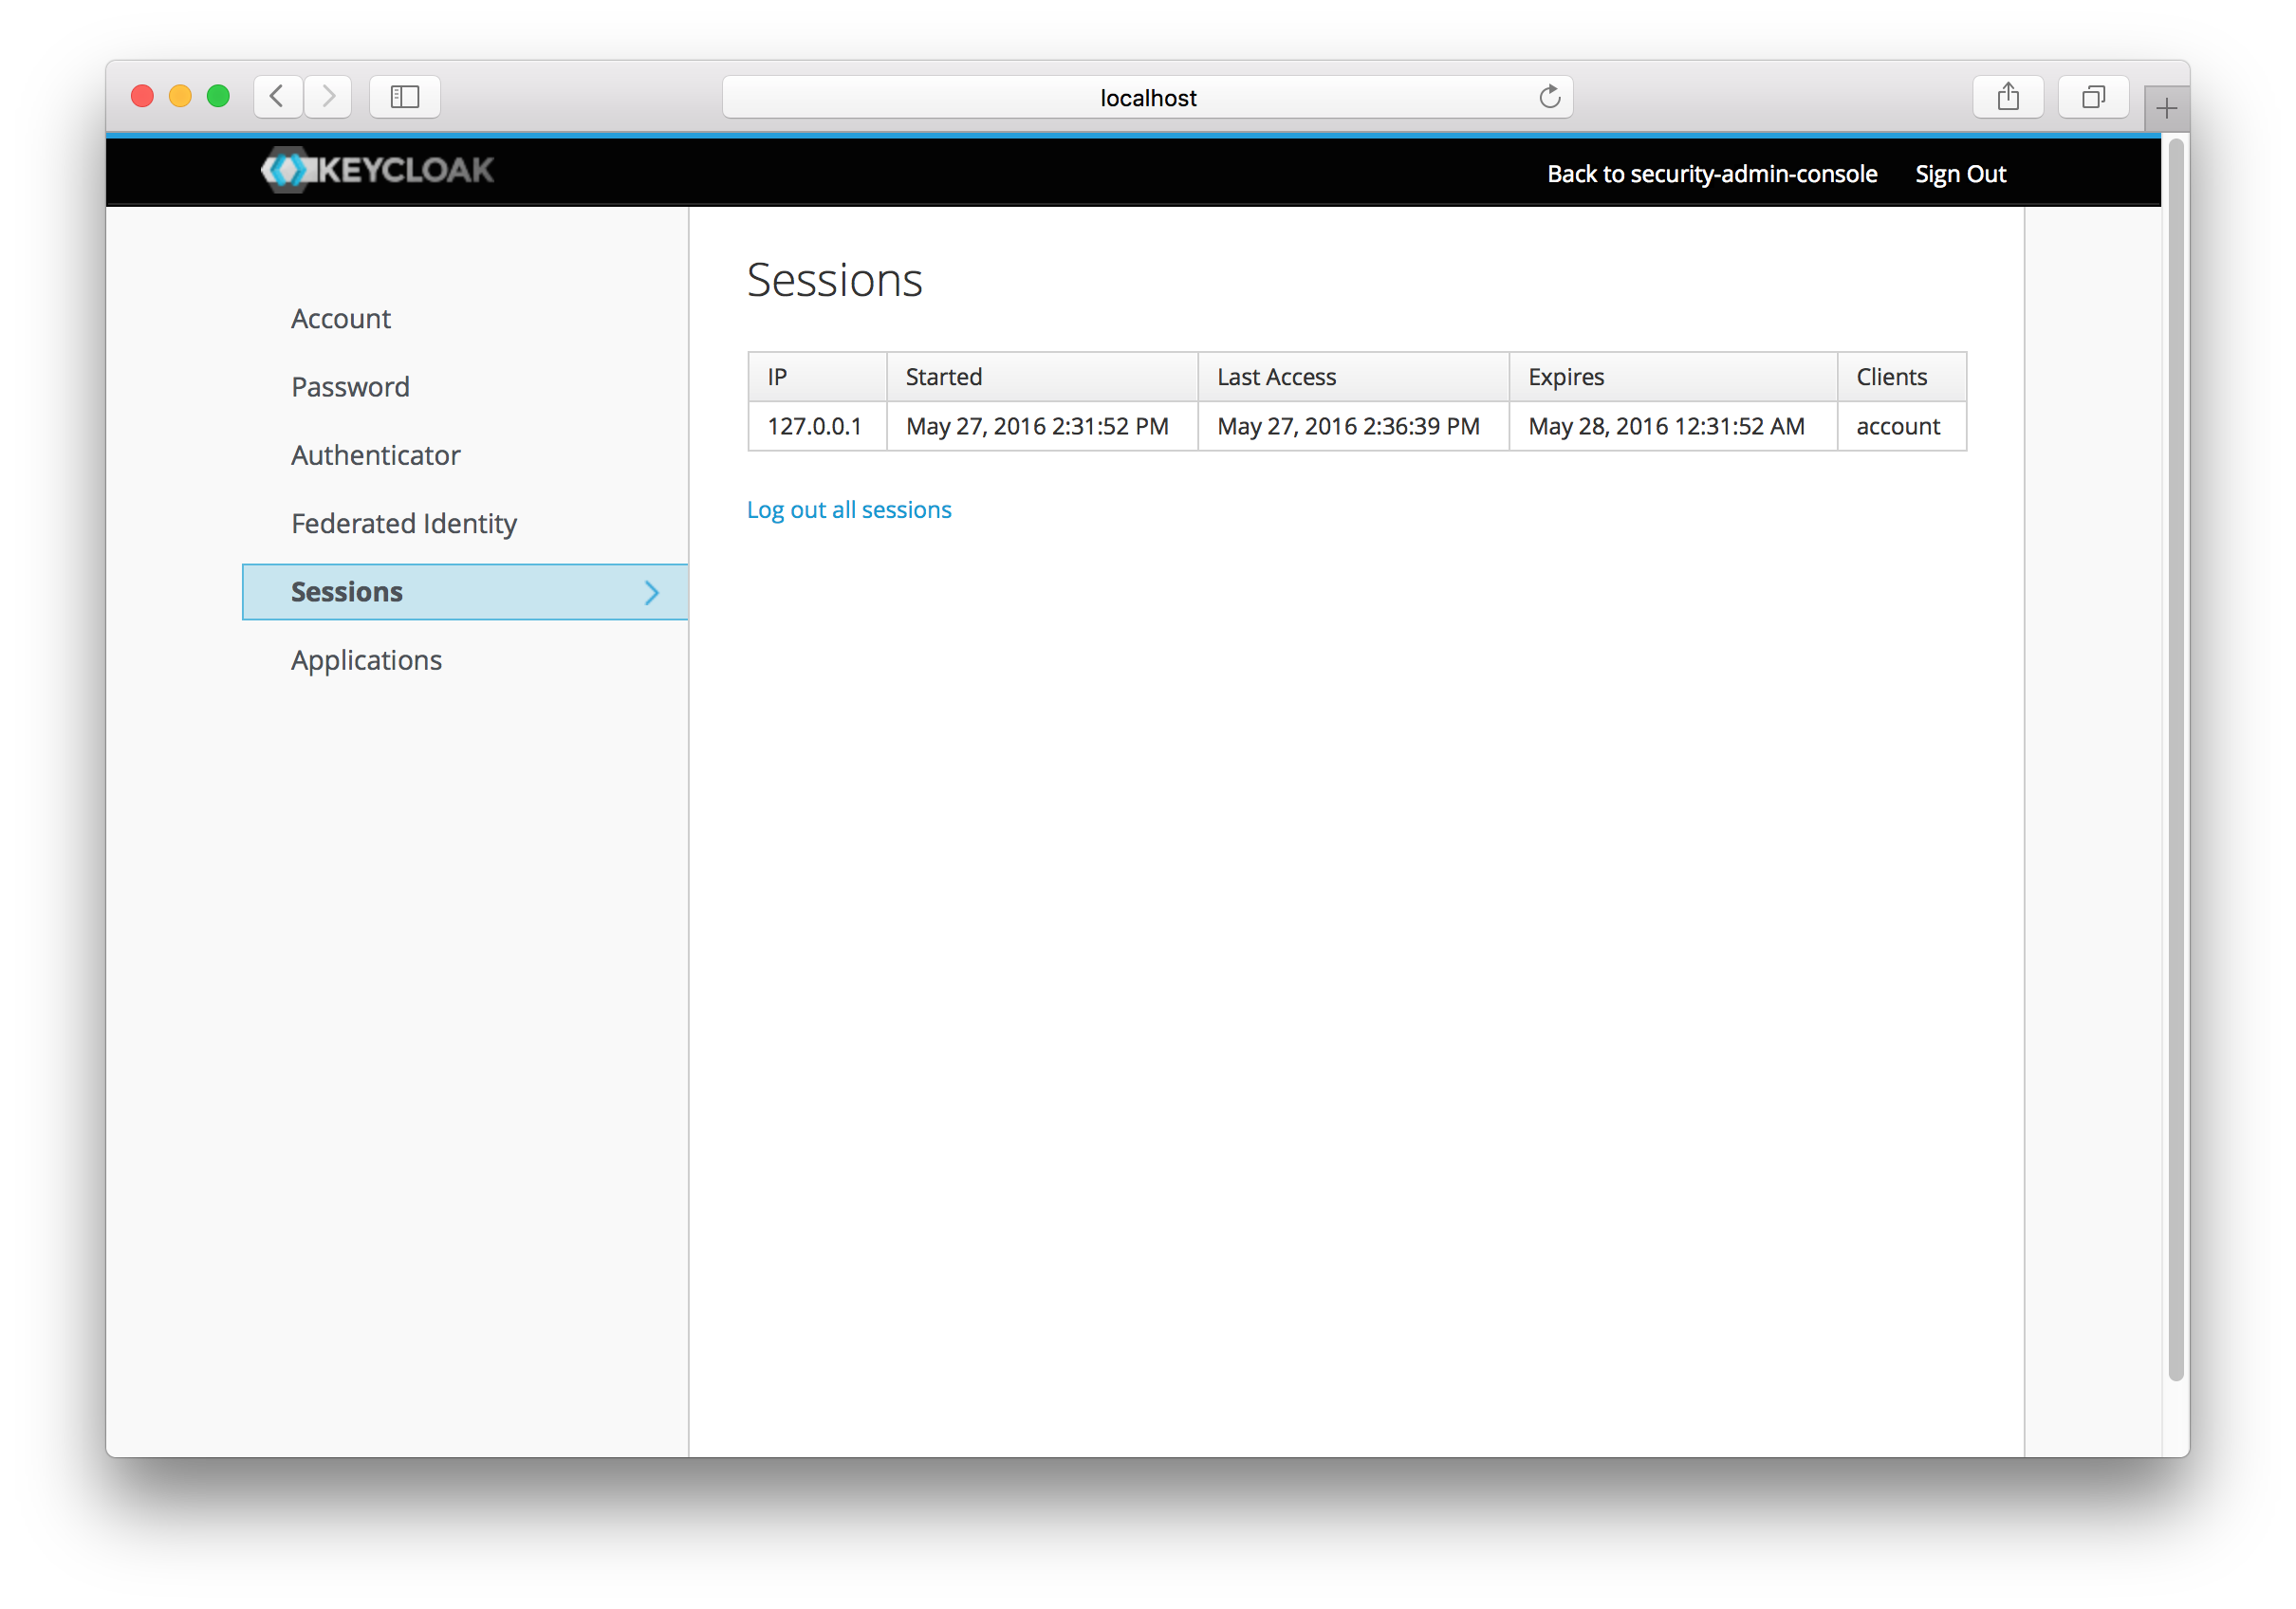 localhost
KEYCLOAK
Back to security-admin-console Sign Out
Account
Password
Authenticator
Federated Identity
Sessions
Applications
Sessions
IP Started Last Access Expires Clients
127.0.0.1 May 27, 2016 2:31:52 PM May 27, 2016 2:36:39 PM May 28, 2016 12:31:52 AM account
Log out all sessions